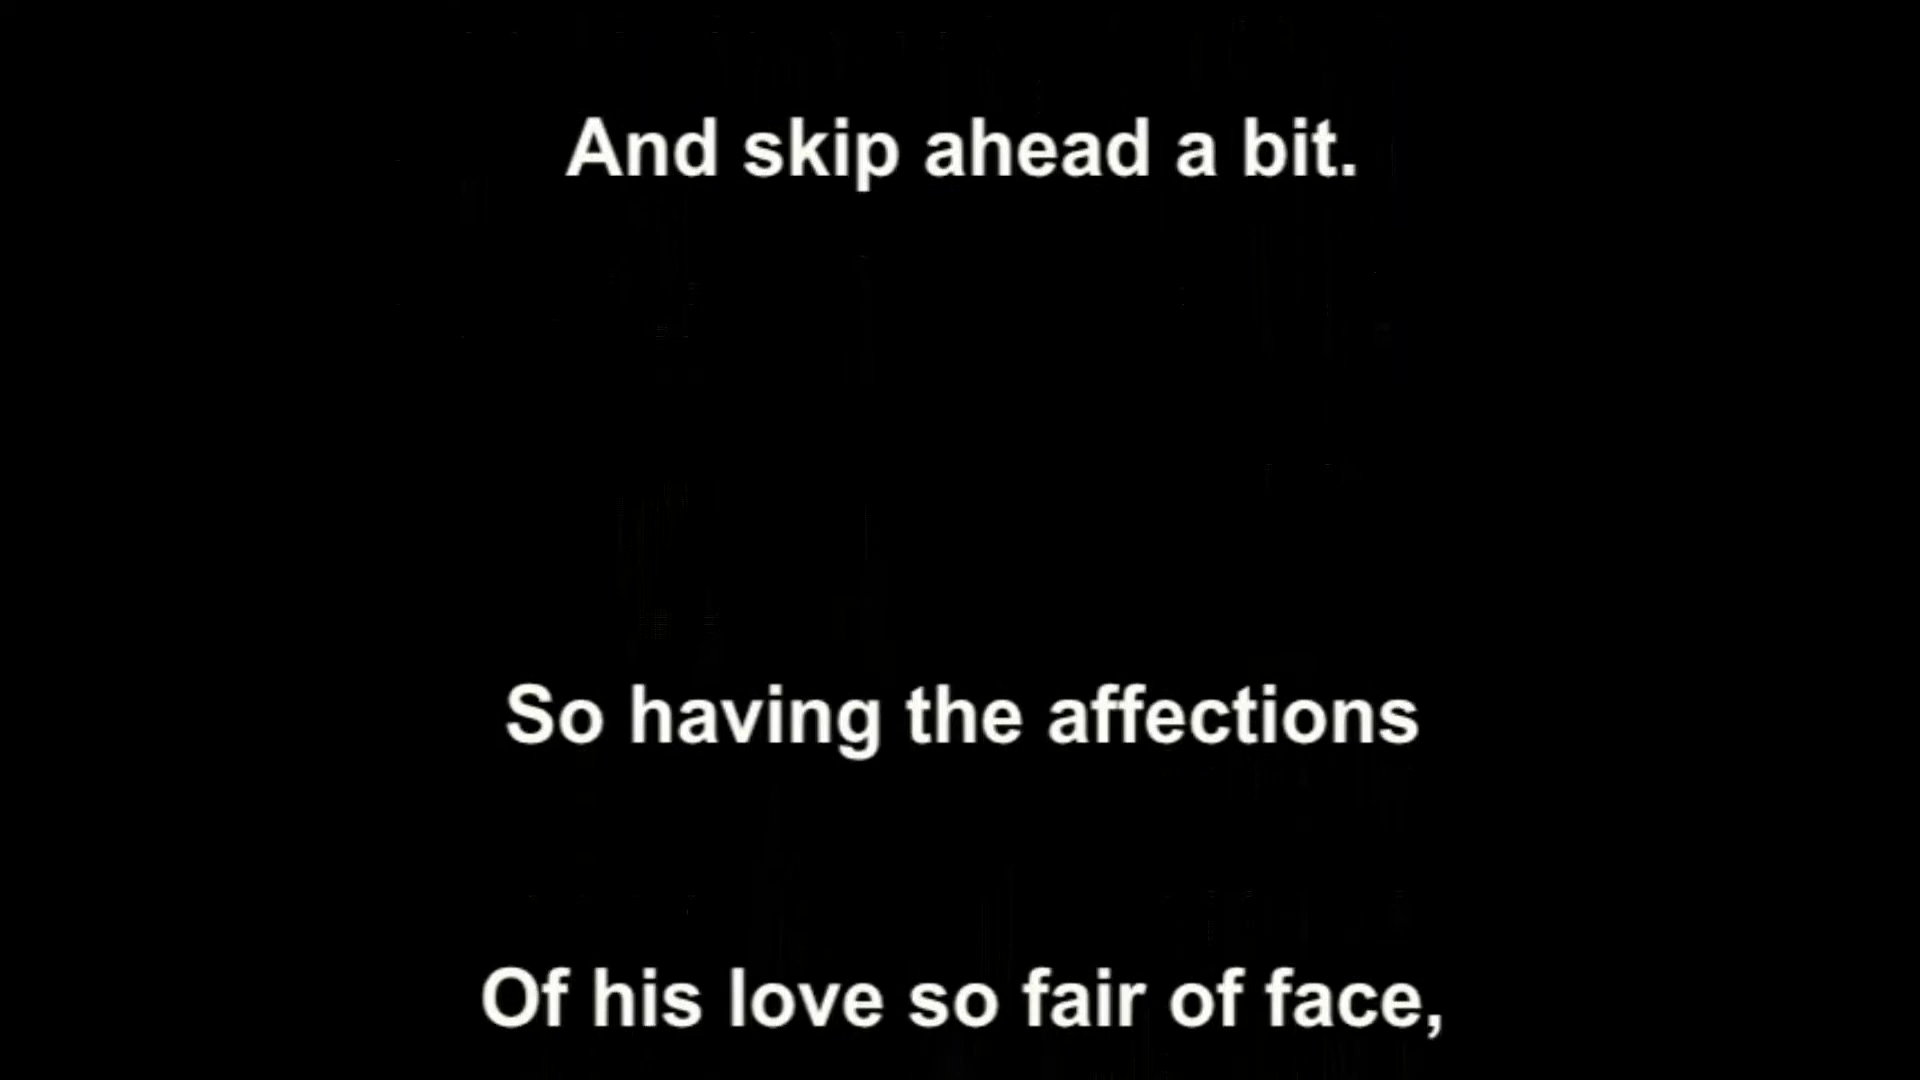 And skip ahead a bit.
So having the affections
Of his love so fair of face,